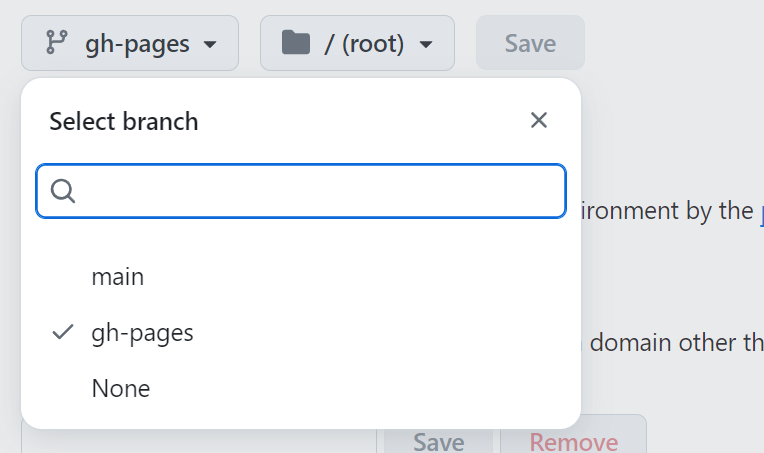 gh-pages
/ (root)
Save
Select branch
ironment by the
main
gh-pages
domain other th
None
Save
Remove